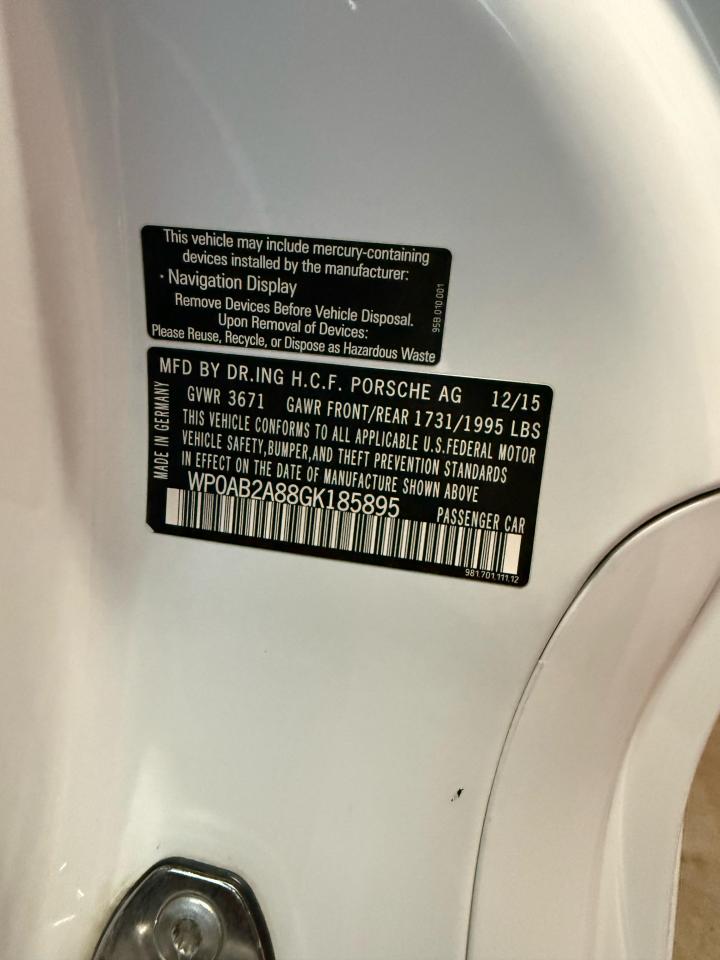 This vehicle may include mercury-containing
devices installed by the manufacturer:
· Navigation Display
Remove Devices Before Vehicle Disposal.
Upon Removal of Devices:
Please Reuse, Recycle, or Dispose as Hazardous Waste
95B.010.001
MFD BY DR.ING H.C.F. PORSCHE AG 12/15
GVWR 3671 GAWR FRONT/REAR 1731/1995 LBS
THIS VEHICLE CONFORMS TO ALL APPLICABLE U.S.FEDERAL MOTOR
VEHICLE SAFETY,BUMPER,AND THEFT PREVENTION STANDARDS
IN EFFECT ON THE DATE OF MANUFACTURE SHOWN ABOVE
MADE IN GERMANY
WP0AB2A88GK185895 PASSENGER CAR
981.701.111.12